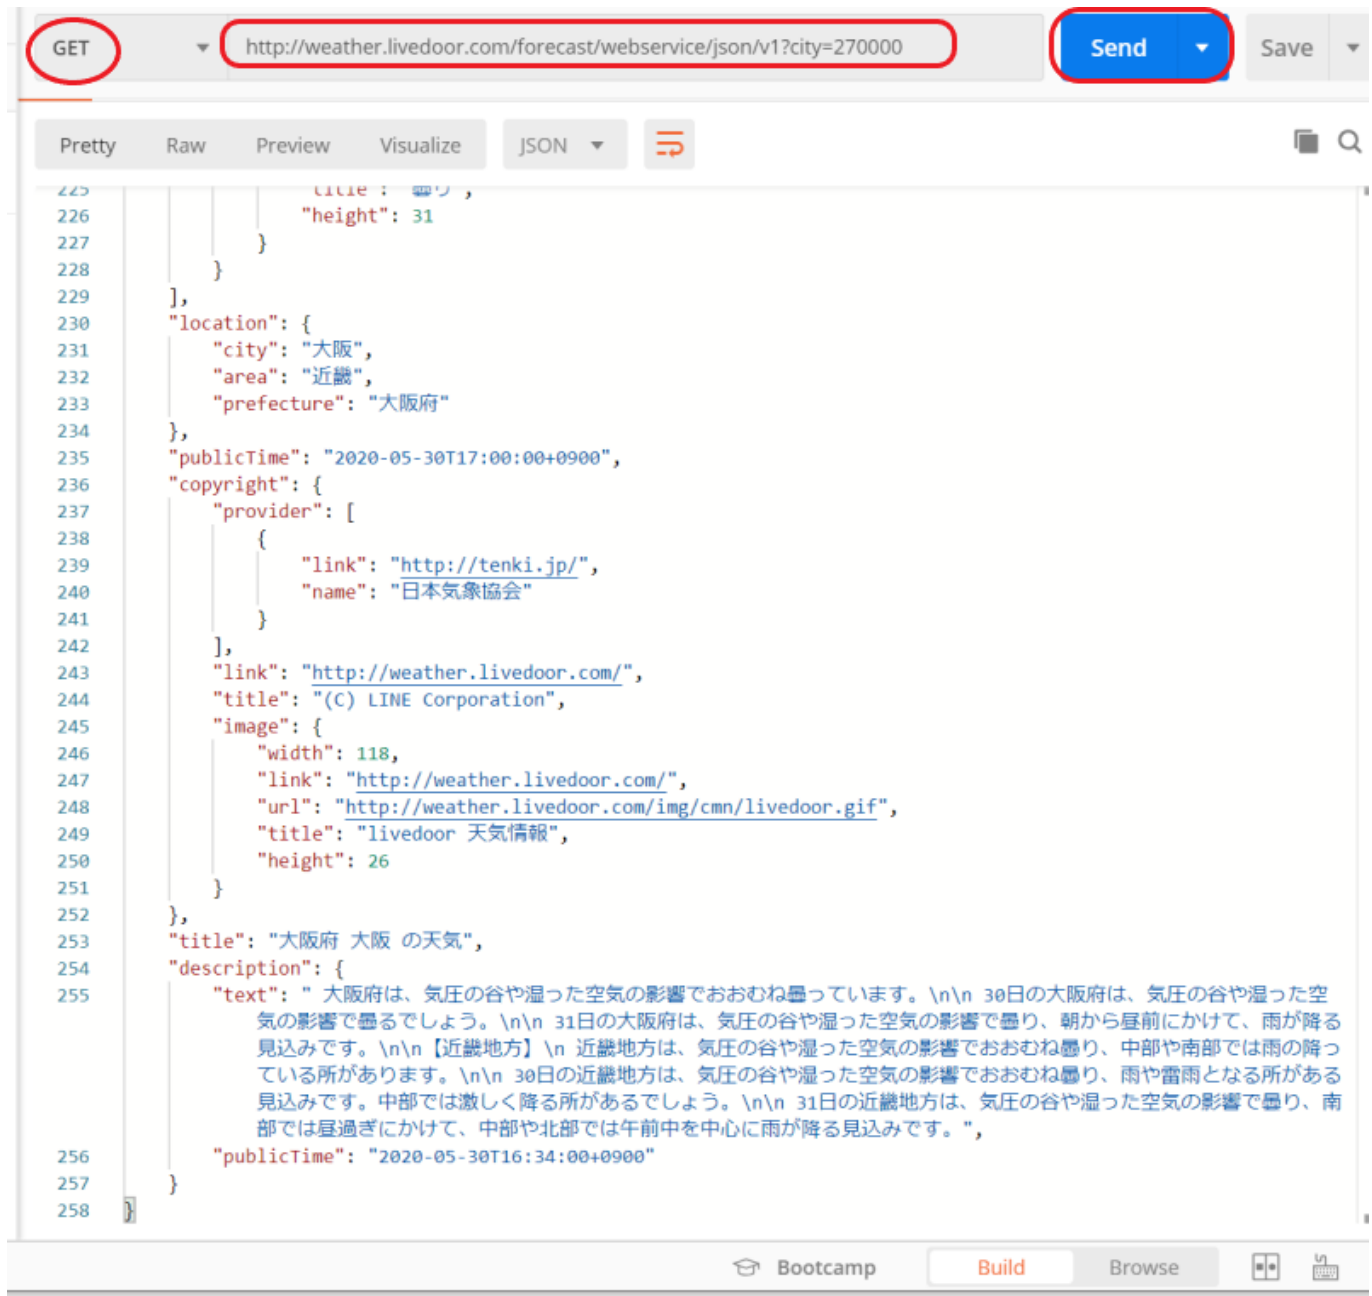 GET http://weather.livedoor.com/forecast/webservice/json/v1?city=270000 Send Save
Pretty Raw Preview Visualize JSON
225 "title": "曇り",
226 "height": 31
227 }
228 }
229 ],
230 "location": {
231 "city": "大阪",
232 "area": "近畿",
233 "prefecture": "大阪府"
234 },
235 "publicTime": "2020-05-30T17:00:00+0900",
236 "copyright": {
237 "provider": [
238 {
239 "link": "http://tenki.jp/",
240 "name": "日本気象協会"
241 }
242 ],
243 "link": "http://weather.livedoor.com/",
244 "title": "(C) LINE Corporation",
245 "image": {
246 "width": 118,
247 "link": "http://weather.livedoor.com/",
248 "url": "http://weather.livedoor.com/img/cmn/livedoor.gif",
249 "title": "livedoor 天気情報",
250 "height": 26
251 }
252 },
253 "title": "大阪府 大阪 の天気",
254 "description": {
255 "text": " 大阪府は、気圧の谷や湿った空気の影響でおおむね曇っています。\n\n 30日の大阪府は、気圧の谷や湿った空
気の影響で曇るでしょう。\n\n 31日の大阪府は、気圧の谷や湿った空気の影響で曇り、朝から昼前にかけて、雨が降る
見込みです。\n\n【近畿地方】\n 近畿地方は、気圧の谷や湿った空気の影響でおおむね曇り、中部や南部では雨の降っ
ている所があります。\n\n 30日の近畿地方は、気圧の谷や湿った空気の影響でおおむね曇り、雨や雷雨となる所がある
見込みです。中部では激しく降る所があるでしょう。\n\n 31日の近畿地方は、気圧の谷や湿った空気の影響で曇り、南
部では昼過ぎにかけて、中部や北部では午前中を中心に雨が降る見込みです。",
256 "publicTime": "2020-05-30T16:34:00+0900"
257 }
258 }
Bootcamp Build Browse